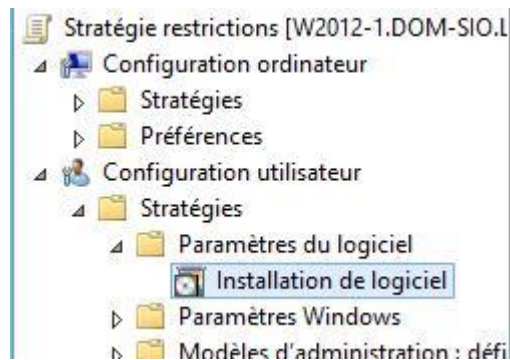 Stratégie restrictions [W2012-1.DOM-SIO.L
Configuration ordinateur
Stratégies
Préférences
Configuration utilisateur
Stratégies
Paramètres du logiciel
Installation de logiciel
Paramètres Windows
Modèles d'administration : défi